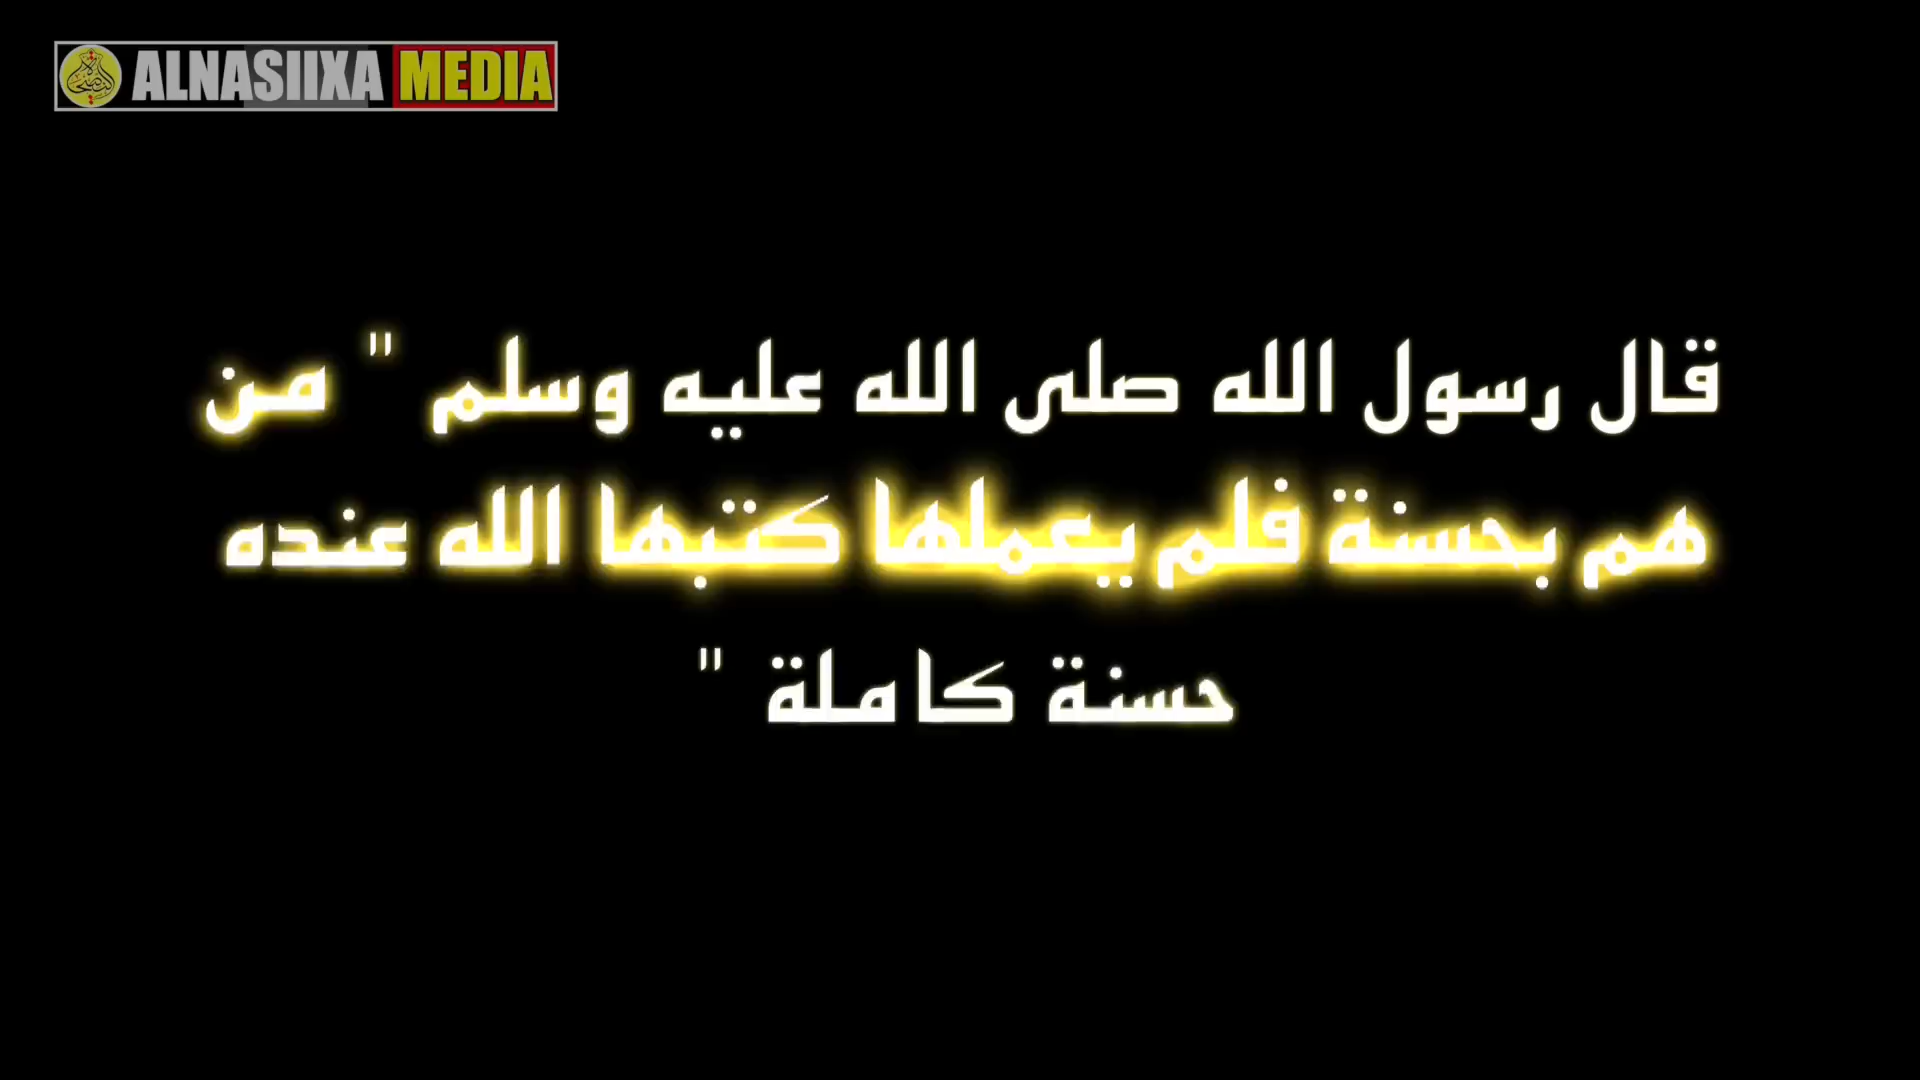 ALNASIIXA MEDIA
قال رسول الله صلى الله عليه وسلم " من
هم بحسنة فلم يعملها كتبها الله عنده
حسنة كاملة "